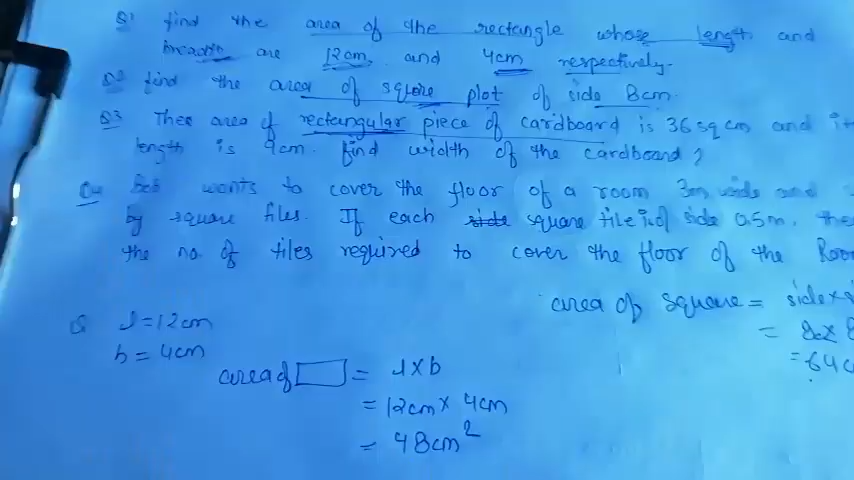 Q1 find the area of the rectangle whose length and
breadth are 12cm and 4cm respectively.
Q2 find the area of square plot of side 8cm.
Q3 Thee area of rectangular piece of cardboard is 36 sq cm and it
length is 9cm. find width of the cardboard?
Q4 Bob wants to cover the floor of a room 3m wide and
by square tiles. If each square tile is of side 0.5m, the
the no. of tiles required to cover the floor of the Room
area of square = side×
= 8×8
= 64c
Q l=12cm
b = 4cm
area of = l×b
= 12cm × 4cm
= 48cm²